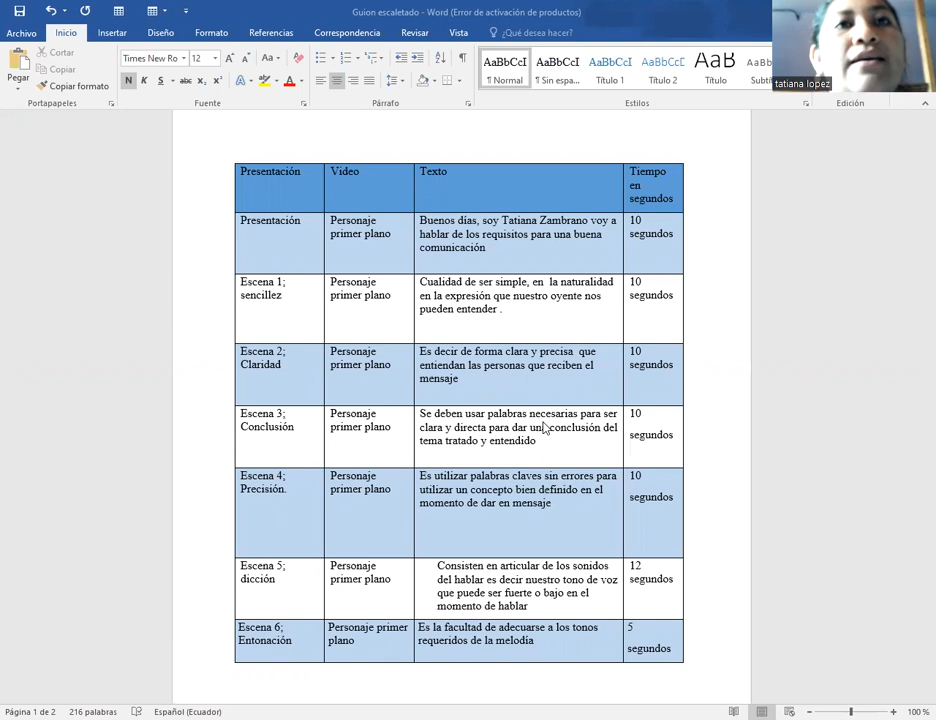 Guion escaletado - Word (Error de activación de productos)
Archivo Inicio Insertar Diseño Formato Referencias Correspondencia Revisar Vista ¿Qué desea hacer?
Pegar
Cortar
Copiar
Copiar formato
Times New Ro 12
N K S abc x₂ x²
AaBbCcI AaBbCcI AaBbCc AaBbCcC AaB AaBbC
¶ Normal ¶ Sin espa... Título 1 Título 2 Título Subtí
Portapapeles Fuente Párrafo Estilos Edición
tatiana lopez
Presentación
Video
Texto
Tiempo
en
segundos
Presentación
Personaje
primer plano
Buenos días, soy Tatiana Zambrano voy a
hablar de los requisitos para una buena
comunicación
10
segundos
Escena 1;
sencillez
Personaje
primer plano
Cualidad de ser simple, en la naturalidad
en la expresión que nuestro oyente nos
pueden entender .
10
segundos
Escena 2;
Claridad
Personaje
primer plano
Es decir de forma clara y precisa que
entiendan las personas que reciben el
mensaje
10
segundos
Escena 3;
Conclusión
Personaje
primer plano
Se deben usar palabras necesarias para ser
clara y directa para dar una conclusión del
tema tratado y entendido
10
segundos
Escena 4;
Precisión.
Personaje
primer plano
Es utilizar palabras claves sin errores para
utilizar un concepto bien definido en el
momento de dar en mensaje
10
segundos
Escena 5;
dicción
Personaje
primer plano
Consisten en articular de los sonidos
del hablar es decir nuestro tono de voz
que puede ser fuerte o bajo en el
momento de hablar
12
segundos
Escena 6;
Entonación
Personaje primer
plano
Es la facultad de adecuarse a los tonos
requeridos de la melodía
5
segundos
Página 1 de 2 216 palabras Español (Ecuador) 100 %